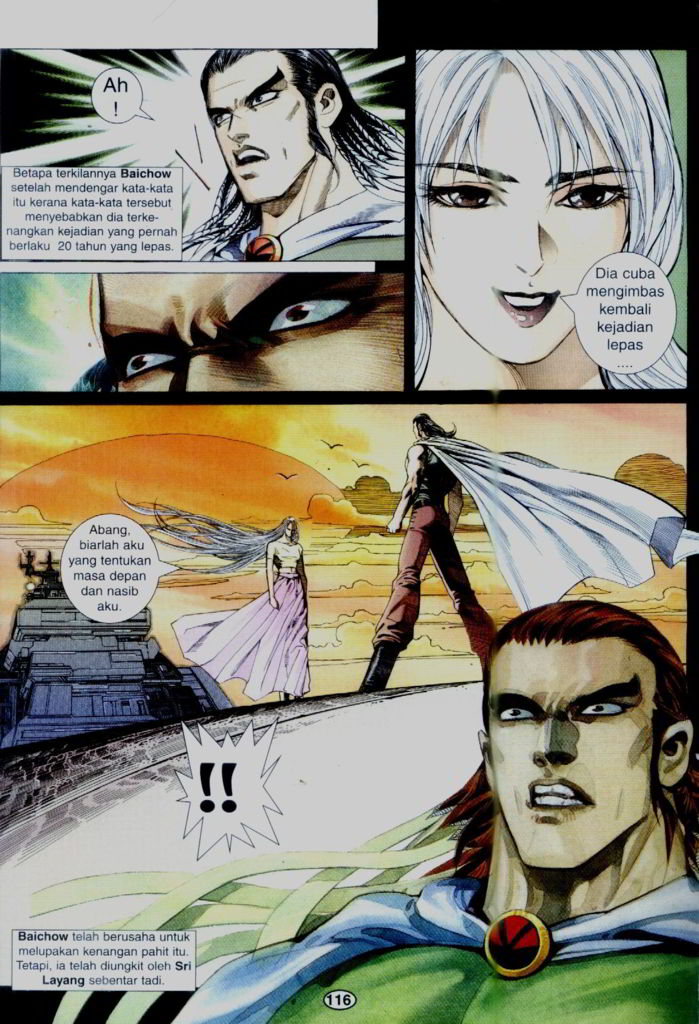 Ah
!
Betapa terkilannya Baichow
setelah mendengar kata-kata
itu kerana kata-kata tersebut
menyebabkan dia terke-
nangkan kejadian yang pernah
berlaku 20 tahun yang lepas.
Dia cuba
mengimbas
kembali
kejadian
lepas
....
Abang,
biarlah aku
yang tentukan
masa depan
dan nasib
aku.
!!
Baichow telah berusaha untuk
melupakan kenangan pahit itu.
Tetapi, ia telah diungkit oleh Sri
Layang sebentar tadi.
116